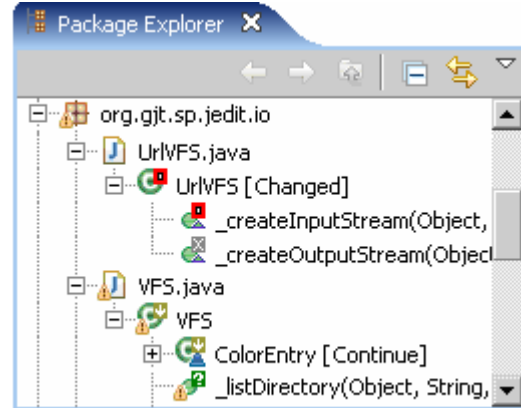 Package Explorer
org.gjt.sp.jedit.io
UrlVFS.java
UrlVFS [Changed]
_createInputStream(Object,
_createOutputStream(Object
VFS.java
VFS
ColorEntry [Continue]
_listDirectory(Object, String,